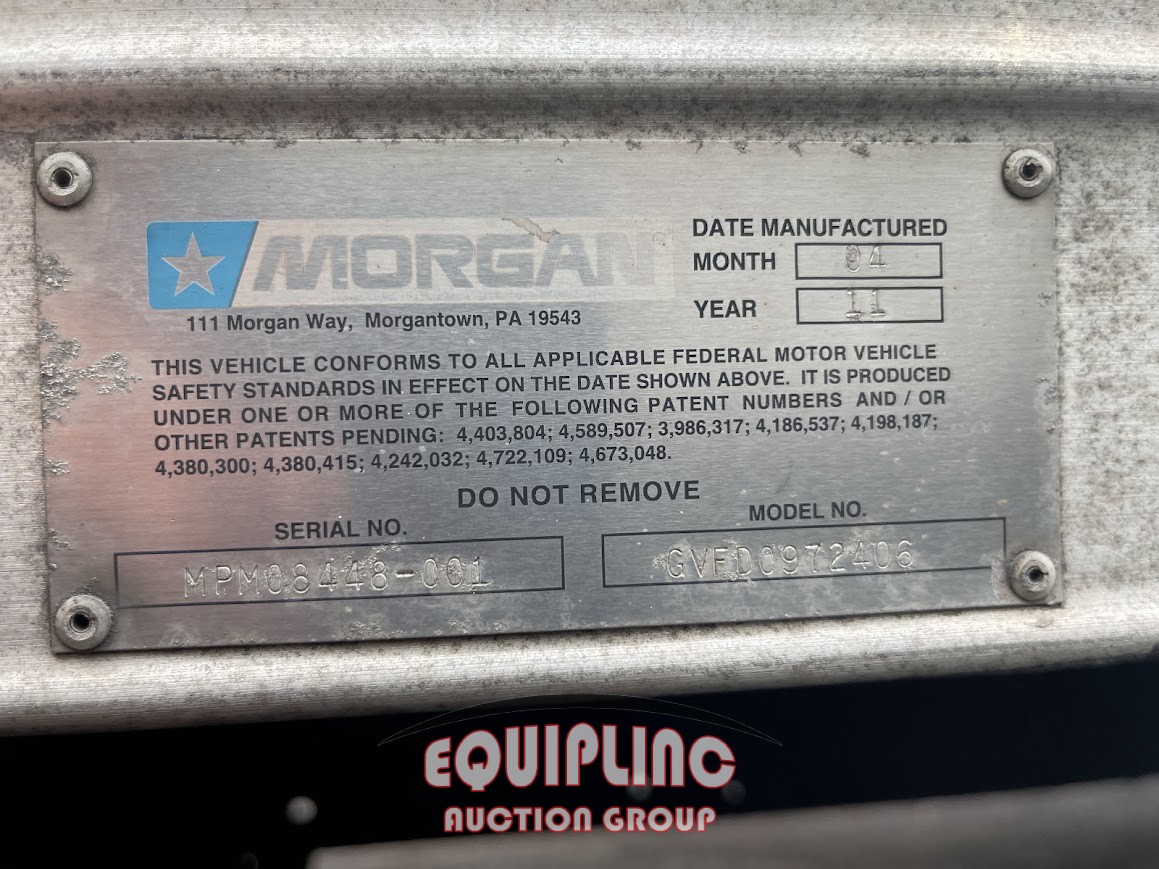 MORGAN
111 Morgan Way, Morgantown, PA 19543
DATE MANUFACTURED
MONTH 04
YEAR 11
THIS VEHICLE CONFORMS TO ALL APPLICABLE FEDERAL MOTOR VEHICLE
SAFETY STANDARDS IN EFFECT ON THE DATE SHOWN ABOVE. IT IS PRODUCED
UNDER ONE OR MORE OF THE FOLLOWING PATENT NUMBERS AND / OR
OTHER PATENTS PENDING: 4,403,804; 4,589,507; 3,986,317; 4,186,537; 4,198,187;
4,380,300; 4,380,415; 4,242,032; 4,722,109; 4,673,048.
DO NOT REMOVE
SERIAL NO.
MPM08448-001
MODEL NO.
GVFD0972406
EQUIPLINC
AUCTION GROUP